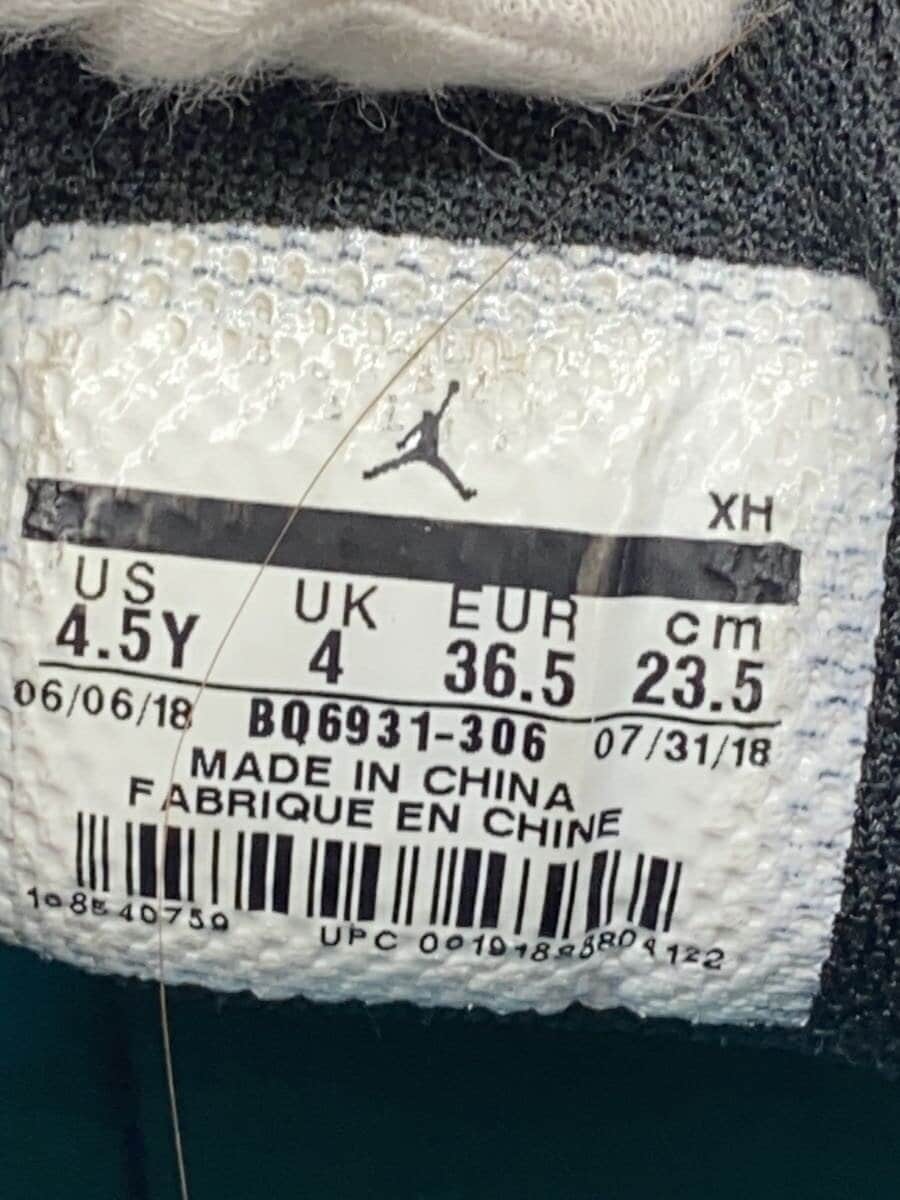 XH
US UK EUR cm
4.5Y 4 36.5 23.5
06/06/18 BQ6931-306 07/31/18
MADE IN CHINA
FABRIQUE EN CHINE
UPC